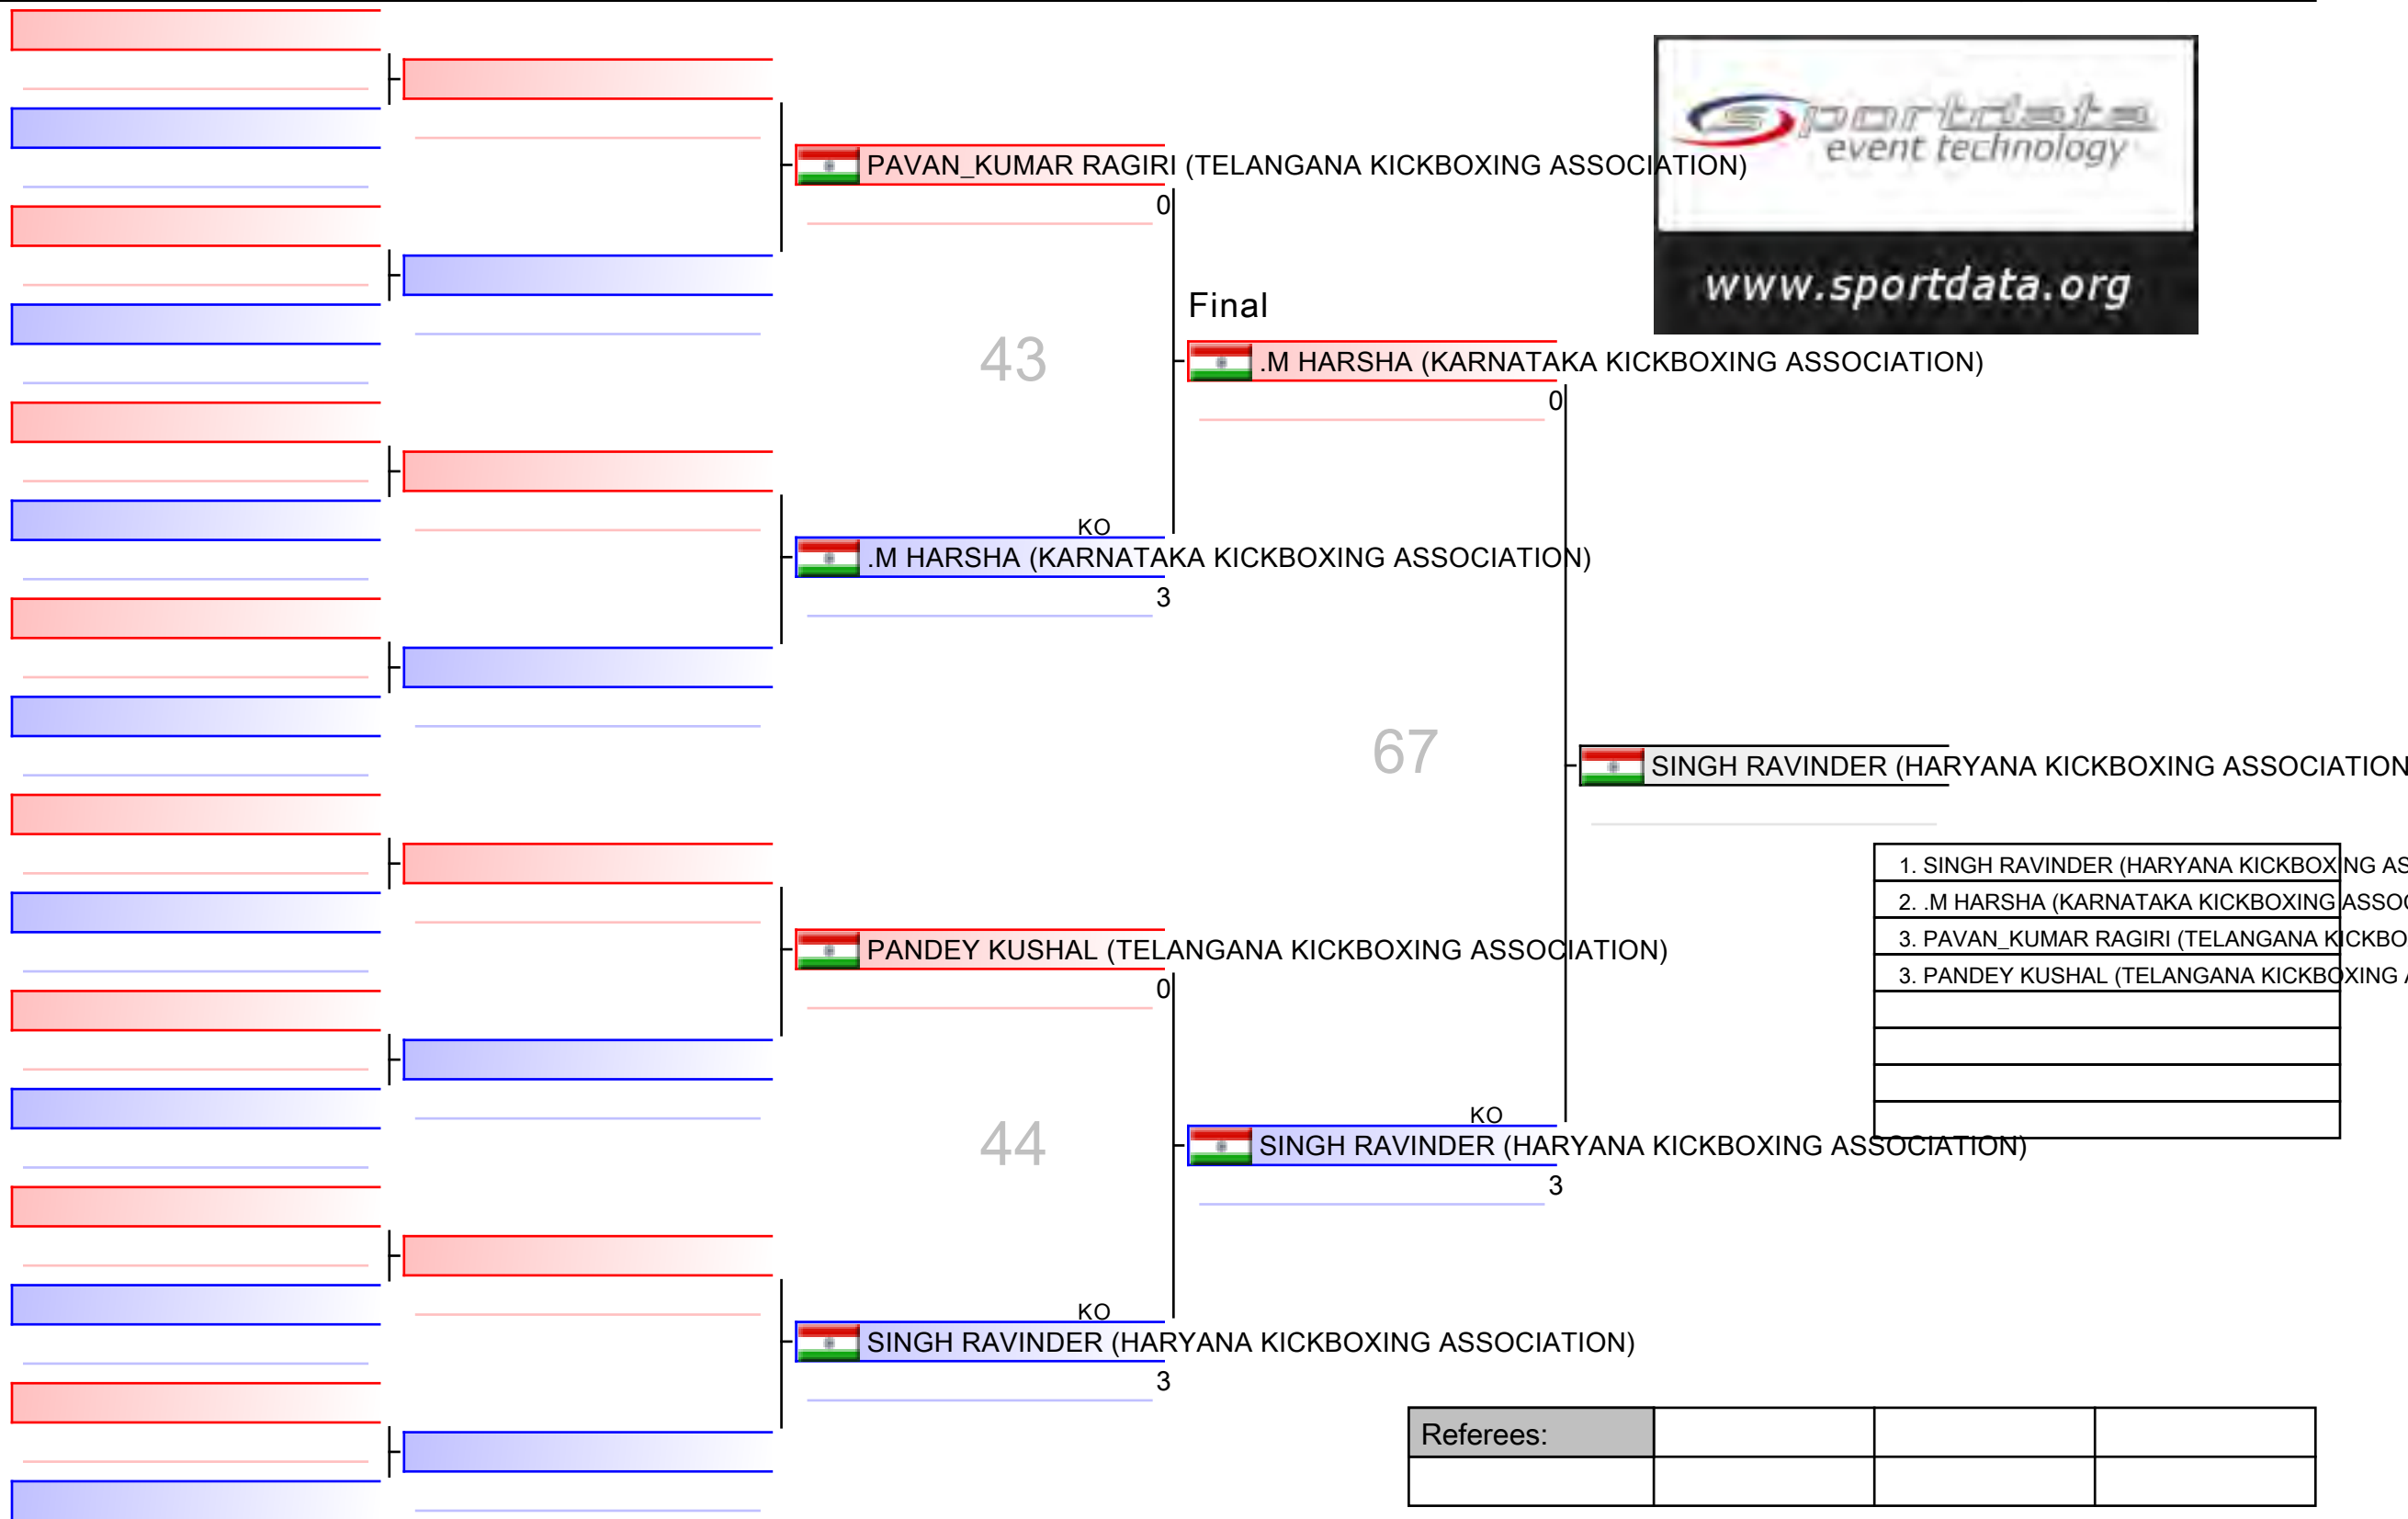 sportdata
event technology
www.sportdata.org
PAVAN_KUMAR RAGIRI (TELANGANA KICKBOXING ASSOCIATION)
0
Final
43
.M HARSHA (KARNATAKA KICKBOXING ASSOCIATION)
0
KO
.M HARSHA (KARNATAKA KICKBOXING ASSOCIATION)
3
67
SINGH RAVINDER (HARYANA KICKBOXING ASSOCIATION
1. SINGH RAVINDER (HARYANA KICKBOXING AS
2. .M HARSHA (KARNATAKA KICKBOXING ASSOC
3. PAVAN_KUMAR RAGIRI (TELANGANA KICKBO
3. PANDEY KUSHAL (TELANGANA KICKBOXING A
PANDEY KUSHAL (TELANGANA KICKBOXING ASSOCIATION)
0
44
KO
SINGH RAVINDER (HARYANA KICKBOXING ASSOCIATION)
3
KO
SINGH RAVINDER (HARYANA KICKBOXING ASSOCIATION)
3
Referees: